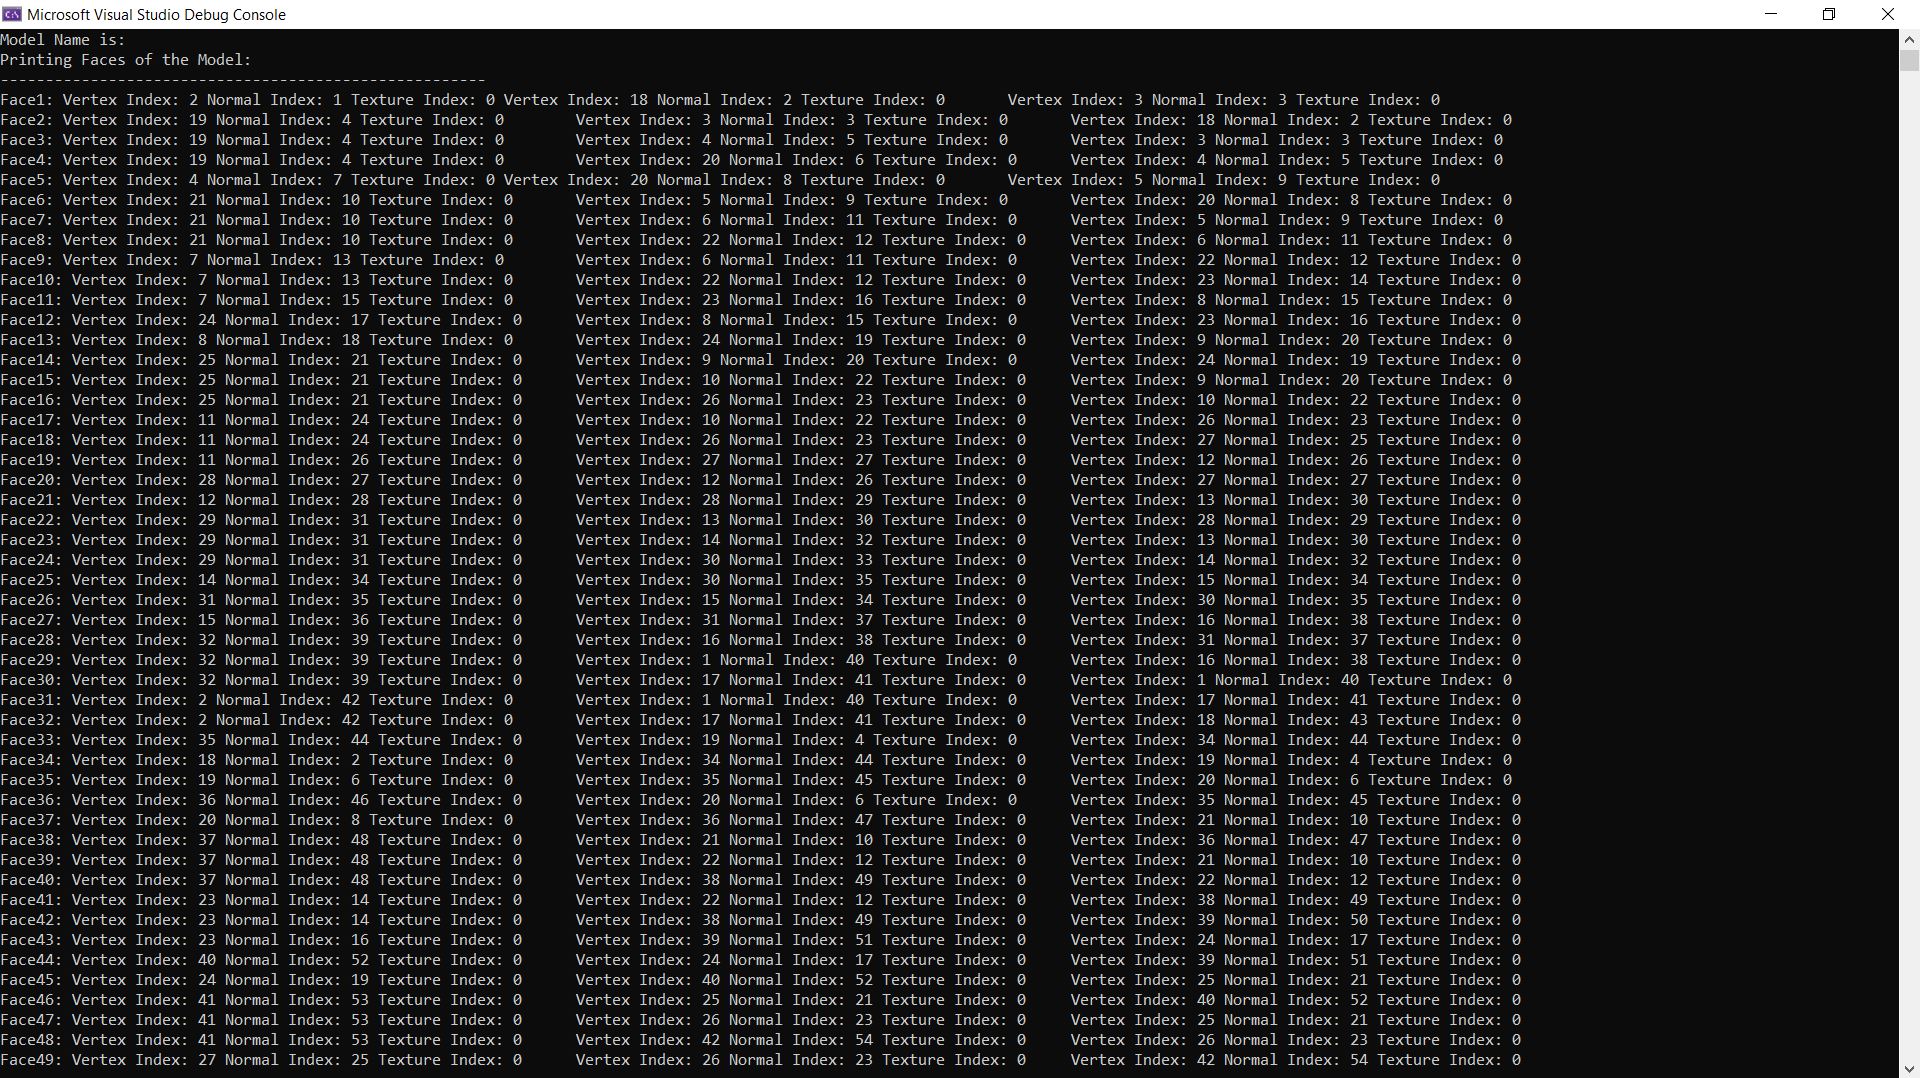 Microsoft Visual Studio Debug Console
Model Name is:
Printing Faces of the Model:
------------------------------------------------------
Face1: Vertex Index: 2 Normal Index: 1 Texture Index: 0 Vertex Index: 18 Normal Index: 2 Texture Index: 0 Vertex Index: 3 Normal Index: 3 Texture Index: 0
Face2: Vertex Index: 19 Normal Index: 4 Texture Index: 0 Vertex Index: 3 Normal Index: 3 Texture Index: 0 Vertex Index: 18 Normal Index: 2 Texture Index: 0
Face3: Vertex Index: 19 Normal Index: 4 Texture Index: 0 Vertex Index: 4 Normal Index: 5 Texture Index: 0 Vertex Index: 3 Normal Index: 3 Texture Index: 0
Face4: Vertex Index: 19 Normal Index: 4 Texture Index: 0 Vertex Index: 20 Normal Index: 6 Texture Index: 0 Vertex Index: 4 Normal Index: 5 Texture Index: 0
Face5: Vertex Index: 4 Normal Index: 7 Texture Index: 0 Vertex Index: 20 Normal Index: 8 Texture Index: 0 Vertex Index: 5 Normal Index: 9 Texture Index: 0
Face6: Vertex Index: 21 Normal Index: 10 Texture Index: 0 Vertex Index: 5 Normal Index: 9 Texture Index: 0 Vertex Index: 20 Normal Index: 8 Texture Index: 0
Face7: Vertex Index: 21 Normal Index: 10 Texture Index: 0 Vertex Index: 6 Normal Index: 11 Texture Index: 0 Vertex Index: 5 Normal Index: 9 Texture Index: 0
Face8: Vertex Index: 21 Normal Index: 10 Texture Index: 0 Vertex Index: 22 Normal Index: 12 Texture Index: 0 Vertex Index: 6 Normal Index: 11 Texture Index: 0
Face9: Vertex Index: 7 Normal Index: 13 Texture Index: 0 Vertex Index: 6 Normal Index: 11 Texture Index: 0 Vertex Index: 22 Normal Index: 12 Texture Index: 0
Face10: Vertex Index: 7 Normal Index: 13 Texture Index: 0 Vertex Index: 22 Normal Index: 12 Texture Index: 0 Vertex Index: 23 Normal Index: 14 Texture Index: 0
Face11: Vertex Index: 7 Normal Index: 15 Texture Index: 0 Vertex Index: 23 Normal Index: 16 Texture Index: 0 Vertex Index: 8 Normal Index: 15 Texture Index: 0
Face12: Vertex Index: 24 Normal Index: 17 Texture Index: 0 Vertex Index: 8 Normal Index: 15 Texture Index: 0 Vertex Index: 23 Normal Index: 16 Texture Index: 0
Face13: Vertex Index: 8 Normal Index: 18 Texture Index: 0 Vertex Index: 24 Normal Index: 19 Texture Index: 0 Vertex Index: 9 Normal Index: 20 Texture Index: 0
Face14: Vertex Index: 25 Normal Index: 21 Texture Index: 0 Vertex Index: 9 Normal Index: 20 Texture Index: 0 Vertex Index: 24 Normal Index: 19 Texture Index: 0
Face15: Vertex Index: 25 Normal Index: 21 Texture Index: 0 Vertex Index: 10 Normal Index: 22 Texture Index: 0 Vertex Index: 9 Normal Index: 20 Texture Index: 0
Face16: Vertex Index: 25 Normal Index: 21 Texture Index: 0 Vertex Index: 26 Normal Index: 23 Texture Index: 0 Vertex Index: 10 Normal Index: 22 Texture Index: 0
Face17: Vertex Index: 11 Normal Index: 24 Texture Index: 0 Vertex Index: 10 Normal Index: 22 Texture Index: 0 Vertex Index: 26 Normal Index: 23 Texture Index: 0
Face18: Vertex Index: 11 Normal Index: 24 Texture Index: 0 Vertex Index: 26 Normal Index: 23 Texture Index: 0 Vertex Index: 27 Normal Index: 25 Texture Index: 0
Face19: Vertex Index: 11 Normal Index: 26 Texture Index: 0 Vertex Index: 27 Normal Index: 27 Texture Index: 0 Vertex Index: 12 Normal Index: 26 Texture Index: 0
Face20: Vertex Index: 28 Normal Index: 27 Texture Index: 0 Vertex Index: 12 Normal Index: 26 Texture Index: 0 Vertex Index: 27 Normal Index: 27 Texture Index: 0
Face21: Vertex Index: 12 Normal Index: 28 Texture Index: 0 Vertex Index: 28 Normal Index: 29 Texture Index: 0 Vertex Index: 13 Normal Index: 30 Texture Index: 0
Face22: Vertex Index: 29 Normal Index: 31 Texture Index: 0 Vertex Index: 13 Normal Index: 30 Texture Index: 0 Vertex Index: 28 Normal Index: 29 Texture Index: 0
Face23: Vertex Index: 29 Normal Index: 31 Texture Index: 0 Vertex Index: 14 Normal Index: 32 Texture Index: 0 Vertex Index: 13 Normal Index: 30 Texture Index: 0
Face24: Vertex Index: 29 Normal Index: 31 Texture Index: 0 Vertex Index: 30 Normal Index: 33 Texture Index: 0 Vertex Index: 14 Normal Index: 32 Texture Index: 0
Face25: Vertex Index: 14 Normal Index: 34 Texture Index: 0 Vertex Index: 30 Normal Index: 35 Texture Index: 0 Vertex Index: 15 Normal Index: 34 Texture Index: 0
Face26: Vertex Index: 31 Normal Index: 35 Texture Index: 0 Vertex Index: 15 Normal Index: 34 Texture Index: 0 Vertex Index: 30 Normal Index: 35 Texture Index: 0
Face27: Vertex Index: 15 Normal Index: 36 Texture Index: 0 Vertex Index: 31 Normal Index: 37 Texture Index: 0 Vertex Index: 16 Normal Index: 38 Texture Index: 0
Face28: Vertex Index: 32 Normal Index: 39 Texture Index: 0 Vertex Index: 16 Normal Index: 38 Texture Index: 0 Vertex Index: 31 Normal Index: 37 Texture Index: 0
Face29: Vertex Index: 32 Normal Index: 39 Texture Index: 0 Vertex Index: 1 Normal Index: 40 Texture Index: 0 Vertex Index: 16 Normal Index: 38 Texture Index: 0
Face30: Vertex Index: 32 Normal Index: 39 Texture Index: 0 Vertex Index: 17 Normal Index: 41 Texture Index: 0 Vertex Index: 1 Normal Index: 40 Texture Index: 0
Face31: Vertex Index: 2 Normal Index: 42 Texture Index: 0 Vertex Index: 1 Normal Index: 40 Texture Index: 0 Vertex Index: 17 Normal Index: 41 Texture Index: 0
Face32: Vertex Index: 2 Normal Index: 42 Texture Index: 0 Vertex Index: 17 Normal Index: 41 Texture Index: 0 Vertex Index: 18 Normal Index: 43 Texture Index: 0
Face33: Vertex Index: 35 Normal Index: 44 Texture Index: 0 Vertex Index: 19 Normal Index: 4 Texture Index: 0 Vertex Index: 34 Normal Index: 44 Texture Index: 0
Face34: Vertex Index: 18 Normal Index: 2 Texture Index: 0 Vertex Index: 34 Normal Index: 44 Texture Index: 0 Vertex Index: 19 Normal Index: 4 Texture Index: 0
Face35: Vertex Index: 19 Normal Index: 6 Texture Index: 0 Vertex Index: 35 Normal Index: 45 Texture Index: 0 Vertex Index: 20 Normal Index: 6 Texture Index: 0
Face36: Vertex Index: 36 Normal Index: 46 Texture Index: 0 Vertex Index: 20 Normal Index: 6 Texture Index: 0 Vertex Index: 35 Normal Index: 45 Texture Index: 0
Face37: Vertex Index: 20 Normal Index: 8 Texture Index: 0 Vertex Index: 36 Normal Index: 47 Texture Index: 0 Vertex Index: 21 Normal Index: 10 Texture Index: 0
Face38: Vertex Index: 37 Normal Index: 48 Texture Index: 0 Vertex Index: 21 Normal Index: 10 Texture Index: 0 Vertex Index: 36 Normal Index: 47 Texture Index: 0
Face39: Vertex Index: 37 Normal Index: 48 Texture Index: 0 Vertex Index: 22 Normal Index: 12 Texture Index: 0 Vertex Index: 21 Normal Index: 10 Texture Index: 0
Face40: Vertex Index: 37 Normal Index: 48 Texture Index: 0 Vertex Index: 38 Normal Index: 49 Texture Index: 0 Vertex Index: 22 Normal Index: 12 Texture Index: 0
Face41: Vertex Index: 23 Normal Index: 14 Texture Index: 0 Vertex Index: 22 Normal Index: 12 Texture Index: 0 Vertex Index: 38 Normal Index: 49 Texture Index: 0
Face42: Vertex Index: 23 Normal Index: 14 Texture Index: 0 Vertex Index: 38 Normal Index: 49 Texture Index: 0 Vertex Index: 39 Normal Index: 50 Texture Index: 0
Face43: Vertex Index: 23 Normal Index: 16 Texture Index: 0 Vertex Index: 39 Normal Index: 51 Texture Index: 0 Vertex Index: 24 Normal Index: 17 Texture Index: 0
Face44: Vertex Index: 40 Normal Index: 52 Texture Index: 0 Vertex Index: 24 Normal Index: 17 Texture Index: 0 Vertex Index: 39 Normal Index: 51 Texture Index: 0
Face45: Vertex Index: 24 Normal Index: 19 Texture Index: 0 Vertex Index: 40 Normal Index: 52 Texture Index: 0 Vertex Index: 25 Normal Index: 21 Texture Index: 0
Face46: Vertex Index: 41 Normal Index: 53 Texture Index: 0 Vertex Index: 25 Normal Index: 21 Texture Index: 0 Vertex Index: 40 Normal Index: 52 Texture Index: 0
Face47: Vertex Index: 41 Normal Index: 53 Texture Index: 0 Vertex Index: 26 Normal Index: 23 Texture Index: 0 Vertex Index: 25 Normal Index: 21 Texture Index: 0
Face48: Vertex Index: 41 Normal Index: 53 Texture Index: 0 Vertex Index: 42 Normal Index: 54 Texture Index: 0 Vertex Index: 26 Normal Index: 23 Texture Index: 0
Face49: Vertex Index: 27 Normal Index: 25 Texture Index: 0 Vertex Index: 26 Normal Index: 23 Texture Index: 0 Vertex Index: 42 Normal Index: 54 Texture Index: 0